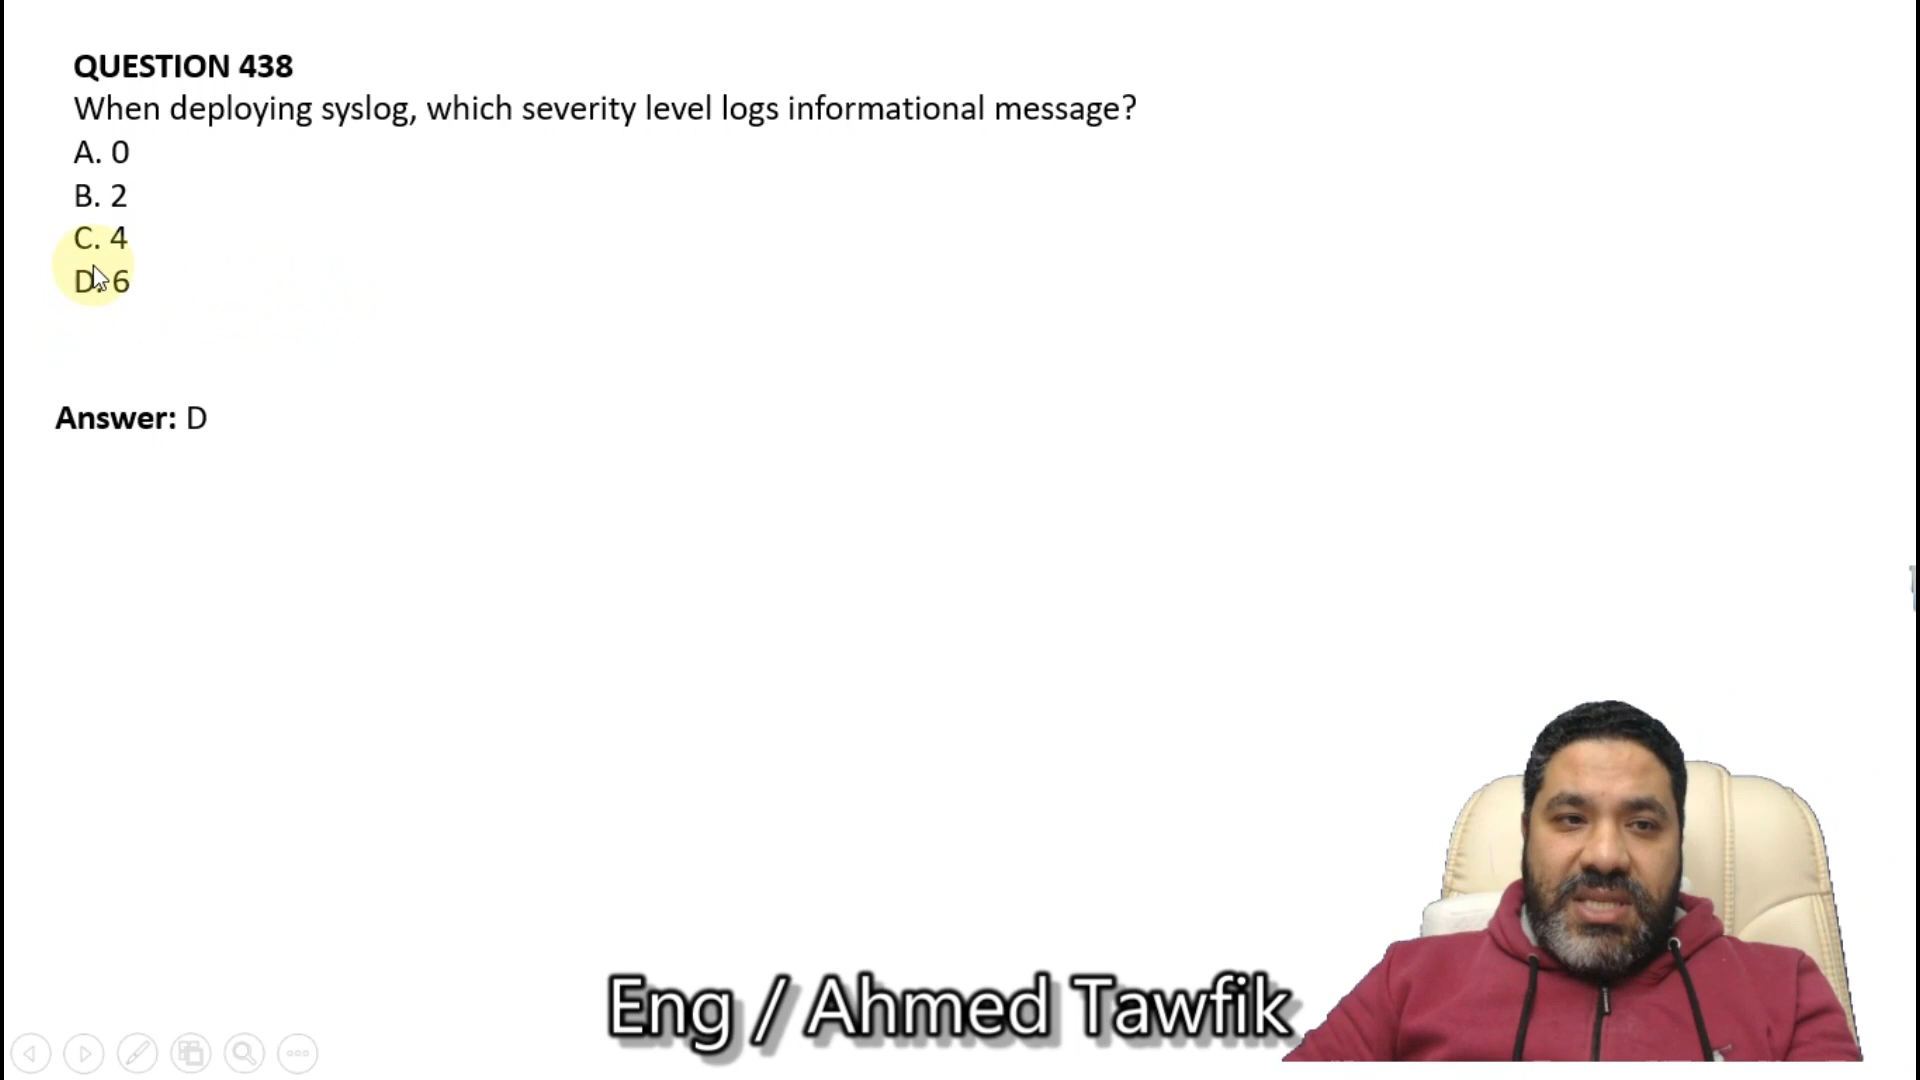 QUESTION 438
When deploying syslog, which severity level logs informational message?
A. 0
B. 2
C. 4
D. 6
Answer: D
Eng / Ahmed Tawfik